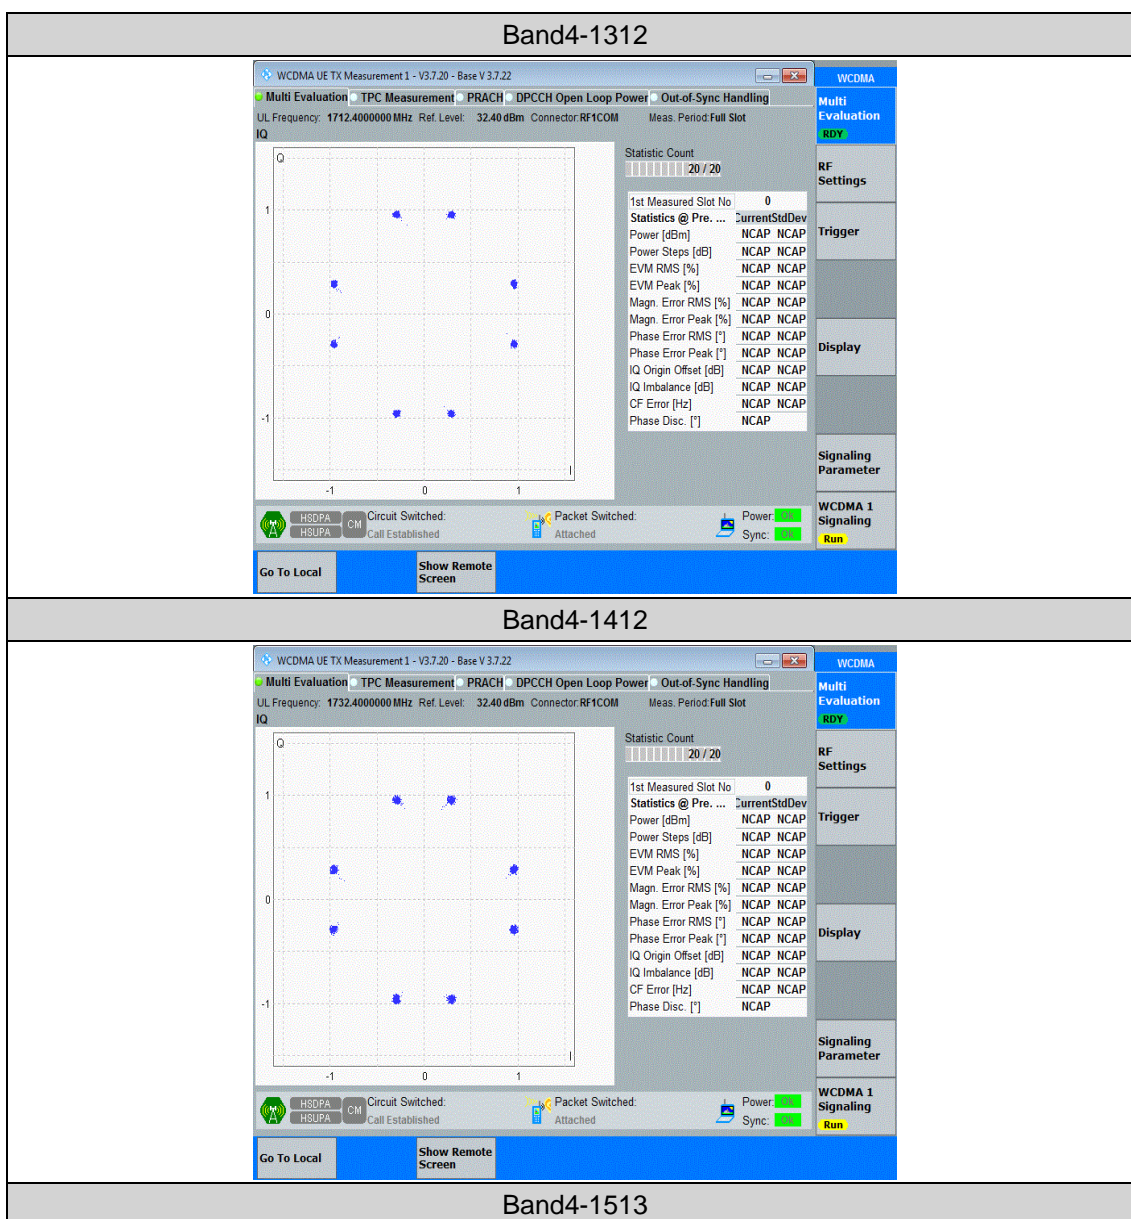 Band4-1312
WCDMA UE TX Measurement 1 - V3.7.20 - Base V 3.7.22
WCDMA
Multi Evaluation TPC Measurement PRACH DPCCH Open Loop Power Out-of-Sync Handling
Multi Evaluation
RDY
UL Frequency: 1712.4000000 MHz Ref. Level: 32.40 dBm Connector:RF1COM Meas. Period:Full Slot
IQ
Q
1
0
-1
-1 0 1
I
Statistic Count
20 / 20
1st Measured Slot No 0
Statistics @ Pre. ... CurrentStdDev
Power [dBm] NCAP NCAP
Power Steps [dB] NCAP NCAP
EVM RMS [%] NCAP NCAP
EVM Peak [%] NCAP NCAP
Magn. Error RMS [%] NCAP NCAP
Magn. Error Peak [%] NCAP NCAP
Phase Error RMS [°] NCAP NCAP
Phase Error Peak [°] NCAP NCAP
IQ Origin Offset [dB] NCAP NCAP
IQ Imbalance [dB] NCAP NCAP
CF Error [Hz] NCAP NCAP
Phase Disc. [°] NCAP
RF Settings
Trigger
Display
Signaling Parameter
WCDMA 1 Signaling
Run
HSDPA
HSUPA
CM
Circuit Switched:
Call Established
Packet Switched:
Attached
Power: Ok
Sync: Ok
Go To Local
Show Remote Screen
Band4-1412
WCDMA UE TX Measurement 1 - V3.7.20 - Base V 3.7.22
WCDMA
Multi Evaluation TPC Measurement PRACH DPCCH Open Loop Power Out-of-Sync Handling
Multi Evaluation
RDY
UL Frequency: 1732.4000000 MHz Ref. Level: 32.40 dBm Connector:RF1COM Meas. Period:Full Slot
IQ
Q
1
0
-1
-1 0 1
I
Statistic Count
20 / 20
1st Measured Slot No 0
Statistics @ Pre. ... CurrentStdDev
Power [dBm] NCAP NCAP
Power Steps [dB] NCAP NCAP
EVM RMS [%] NCAP NCAP
EVM Peak [%] NCAP NCAP
Magn. Error RMS [%] NCAP NCAP
Magn. Error Peak [%] NCAP NCAP
Phase Error RMS [°] NCAP NCAP
Phase Error Peak [°] NCAP NCAP
IQ Origin Offset [dB] NCAP NCAP
IQ Imbalance [dB] NCAP NCAP
CF Error [Hz] NCAP NCAP
Phase Disc. [°] NCAP
RF Settings
Trigger
Display
Signaling Parameter
WCDMA 1 Signaling
Run
HSDPA
HSUPA
CM
Circuit Switched:
Call Established
Packet Switched:
Attached
Power: Ok
Sync: Ok
Go To Local
Show Remote Screen
Band4-1513